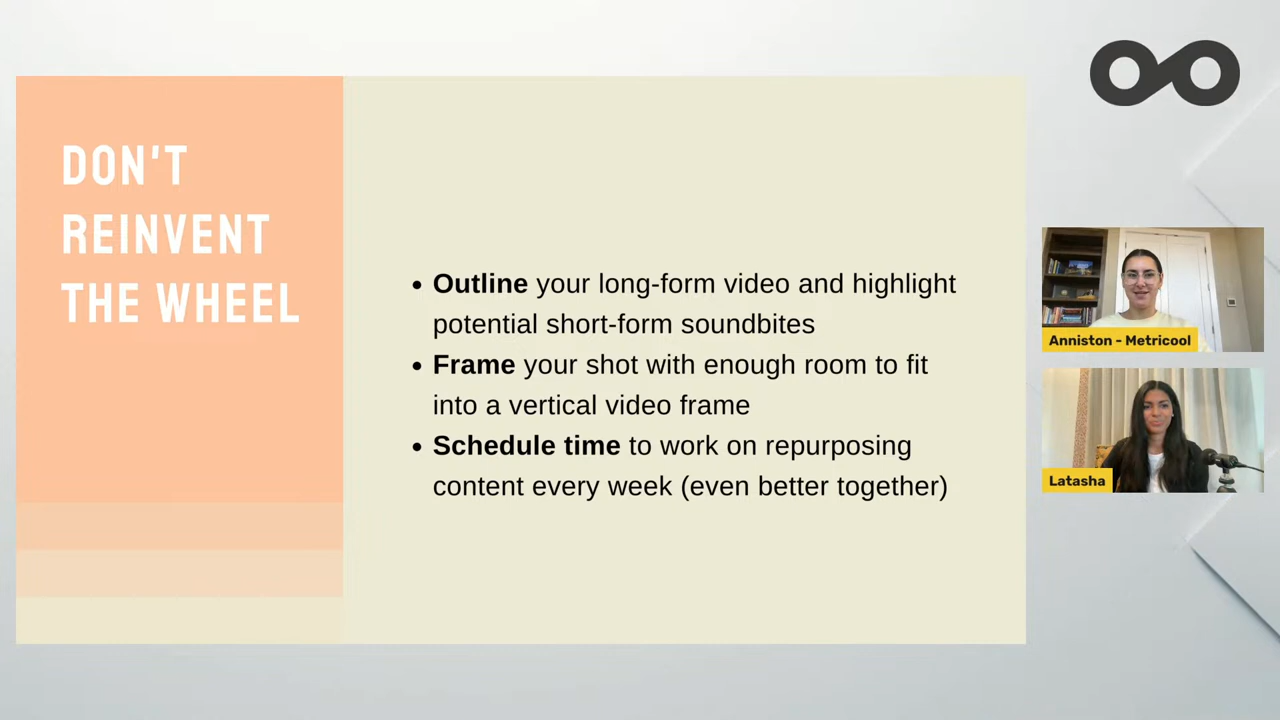 DON'T
REINVENT
THE WHEEL
• Outline your long-form video and highlight
potential short-form soundbites
• Frame your shot with enough room to fit
into a vertical video frame
• Schedule time to work on repurposing
content every week (even better together)
Anniston - Metricool
Latasha